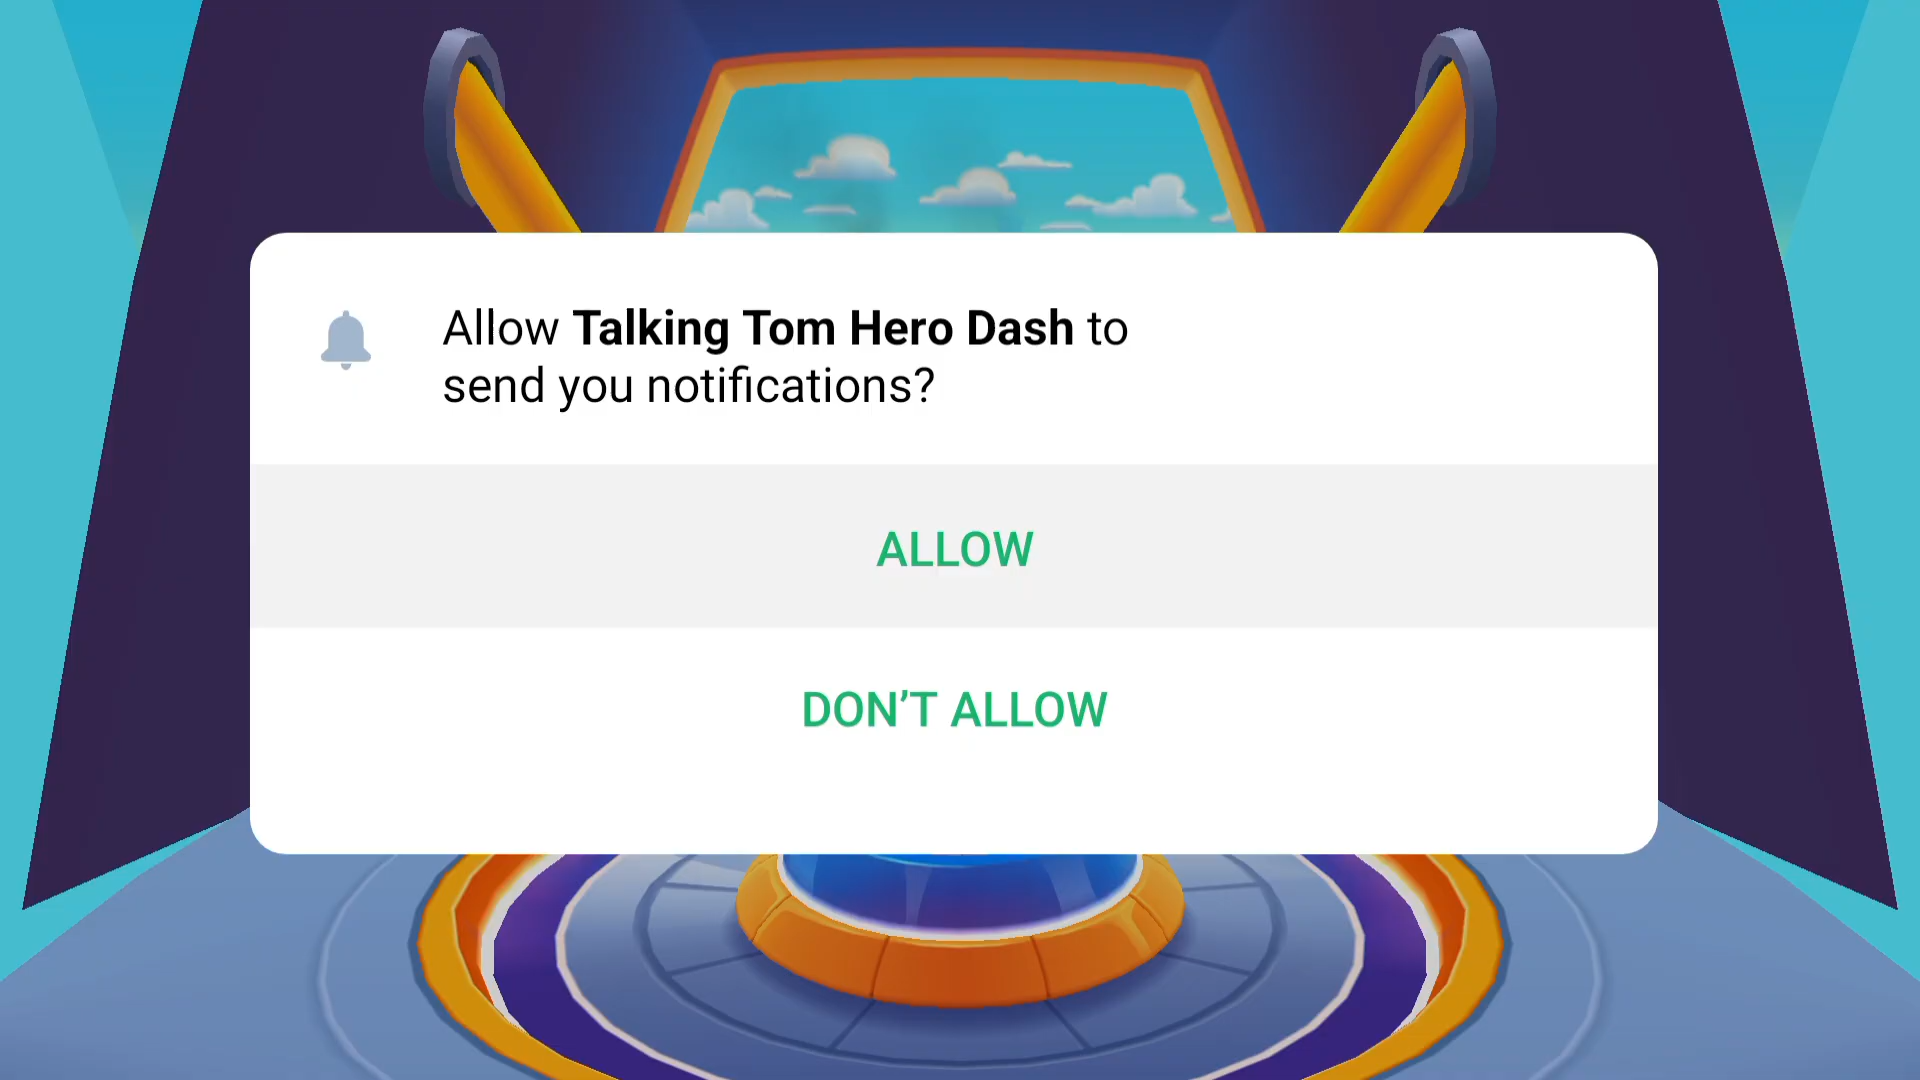 Allow Talking Tom Hero Dash to
send you notifications?
ALLOW
DON’T ALLOW